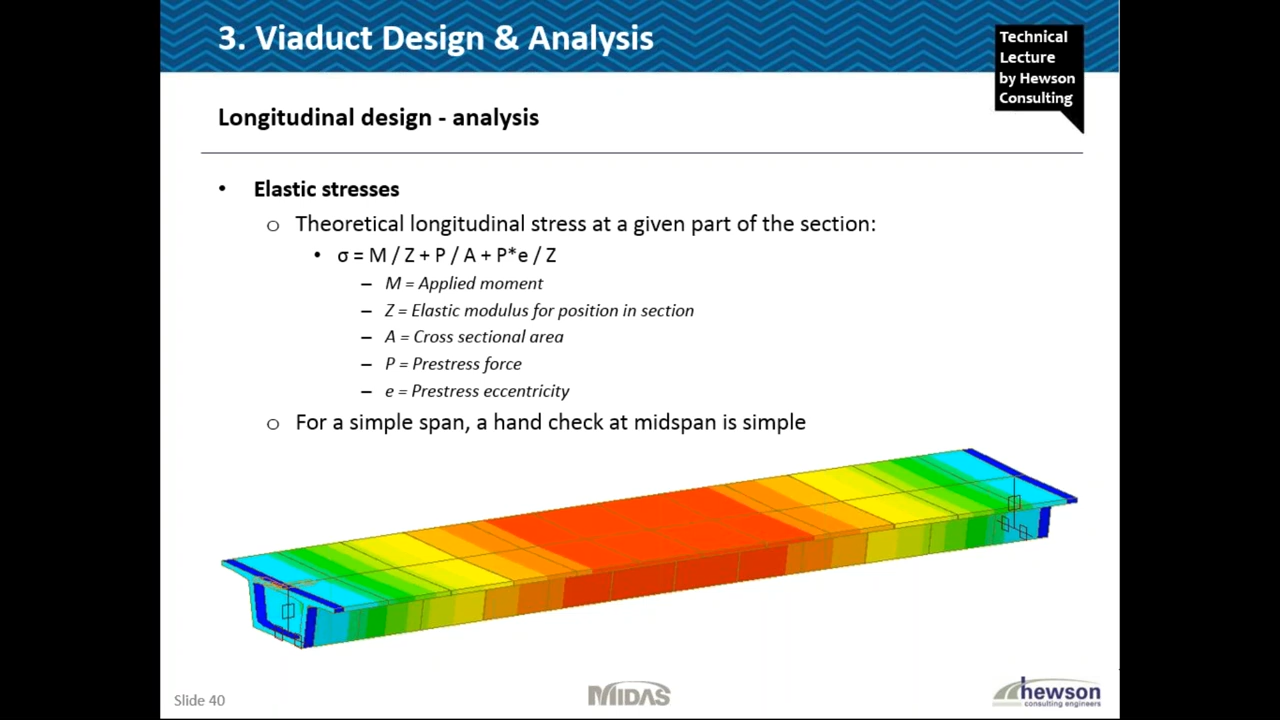 3. Viaduct Design & Analysis
Technical
Lecture
by Hewson
Consulting
Longitudinal design - analysis
• Elastic stresses
o Theoretical longitudinal stress at a given part of the section:
• σ = M / Z + P / A + P*e / Z
– M = Applied moment
– Z = Elastic modulus for position in section
– A = Cross sectional area
– P = Prestress force
– e = Prestress eccentricity
o For a simple span, a hand check at midspan is simple
Slide 40
MIDAS
hewson
consulting engineers